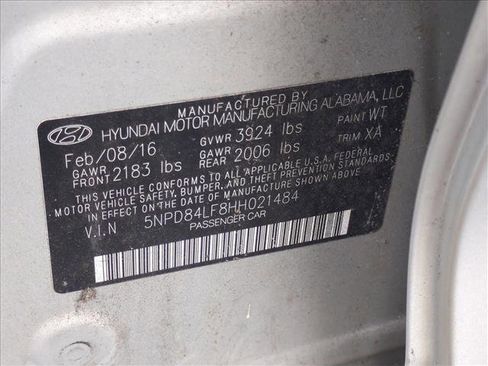 MANUFACTURED BY
HYUNDAI MOTOR MANUFACTURING ALABAMA, LLC
Feb/08/16 GVWR 3924 lbs PAINT WT
GAWR FRONT 2183 lbs GAWR REAR 2006 lbs TRIM XA
THIS VEHICLE CONFORMS TO ALL APPLICABLE U.S.A. FEDERAL
MOTOR VEHICLE SAFETY, BUMPER, AND THEFT PREVENTION STANDARDS
IN EFFECT ON THE DATE OF MANUFACTURE SHOWN ABOVE.
V.I.N 5NPD84LF8HH021484
PASSENGER CAR